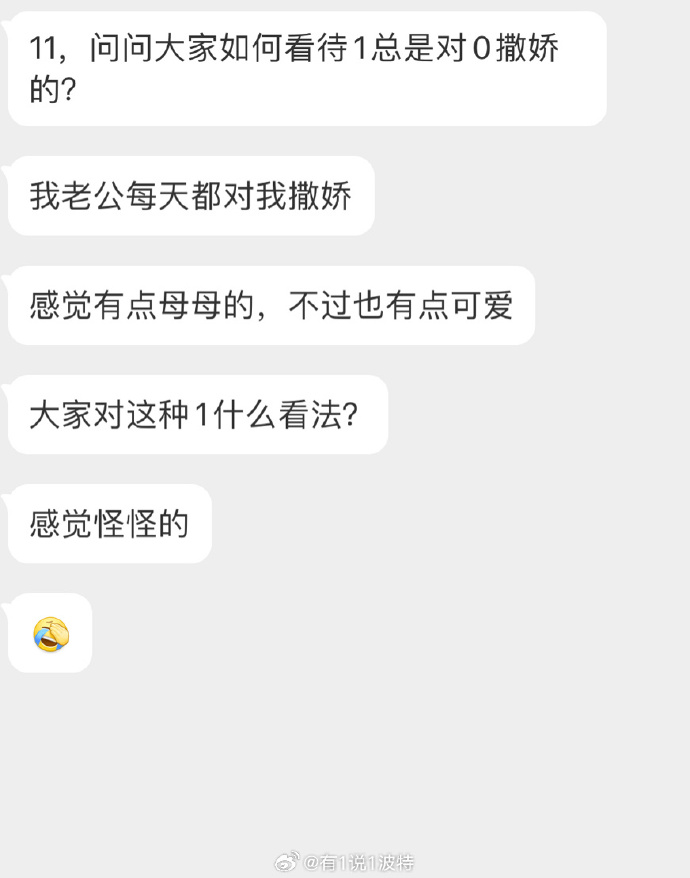 11，问问大家如何看待1总是对0撒娇
的？
我老公每天都对我撒娇
感觉有点母母的，不过也有点可爱
大家对这种1什么看法？
感觉怪怪的
@有1说1波特